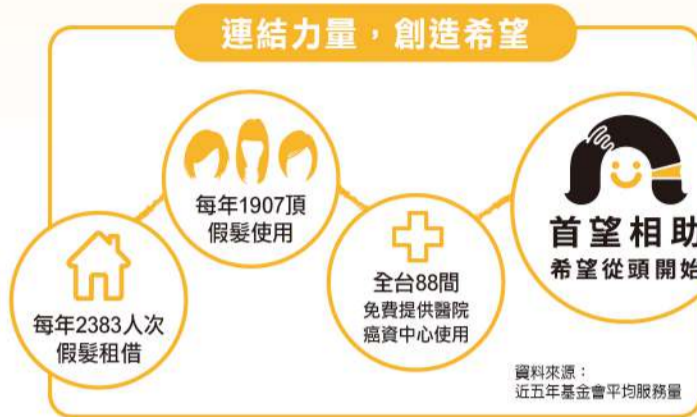 連結力量，創造希望
每年1907頂
假髮使用
每年2383人次
假髮租借
全台88間
免費提供醫院
癌資中心使用
首望相助
希望從頭開始
資料來源：
近五年基金會平均服務量